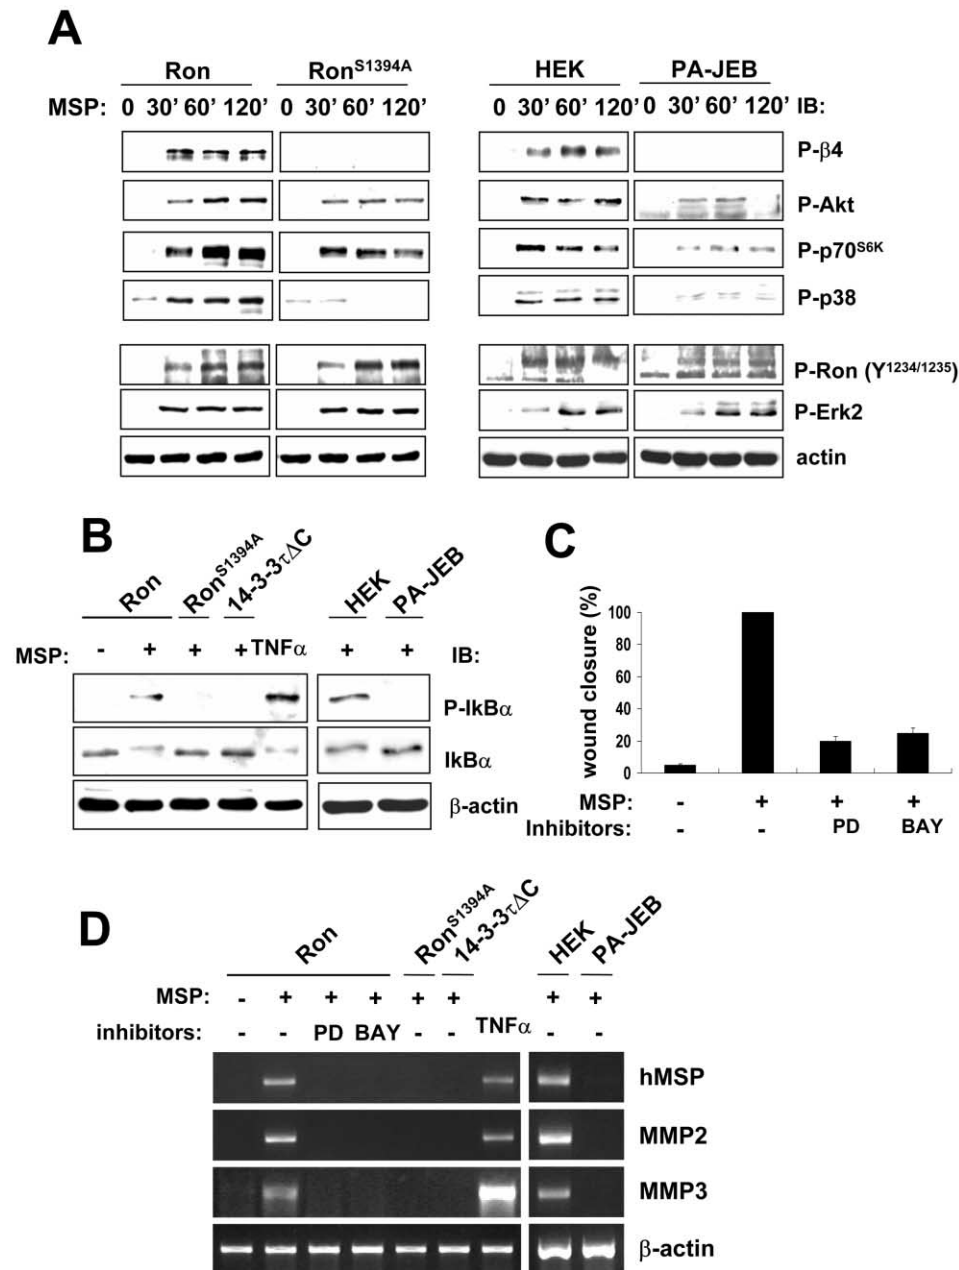 A
Ron Ron^S1394A HEK PA-JEB
MSP: 0 30' 60' 120' 0 30' 60' 120' 0 30' 60' 120' 0 30' 60' 120' IB:
P-β4
P-Akt
P-p70^S6K
P-p38
P-Ron (Y^1234/1235)
P-Erk2
actin
B
Ron Ron^S1394A 14-3-3τΔC HEK PA-JEB
MSP: - + + + TNFα + + IB:
P-IkBα
IkBα
β-actin
C
wound closure (%)
100
80
60
40
20
0
MSP: - + + +
Inhibitors: - - PD BAY
D
Ron Ron^S1394A 14-3-3τΔC HEK PA-JEB
MSP: - + + + + + + +
inhibitors: - - PD BAY - - TNFα - -
hMSP
MMP2
MMP3
β-actin